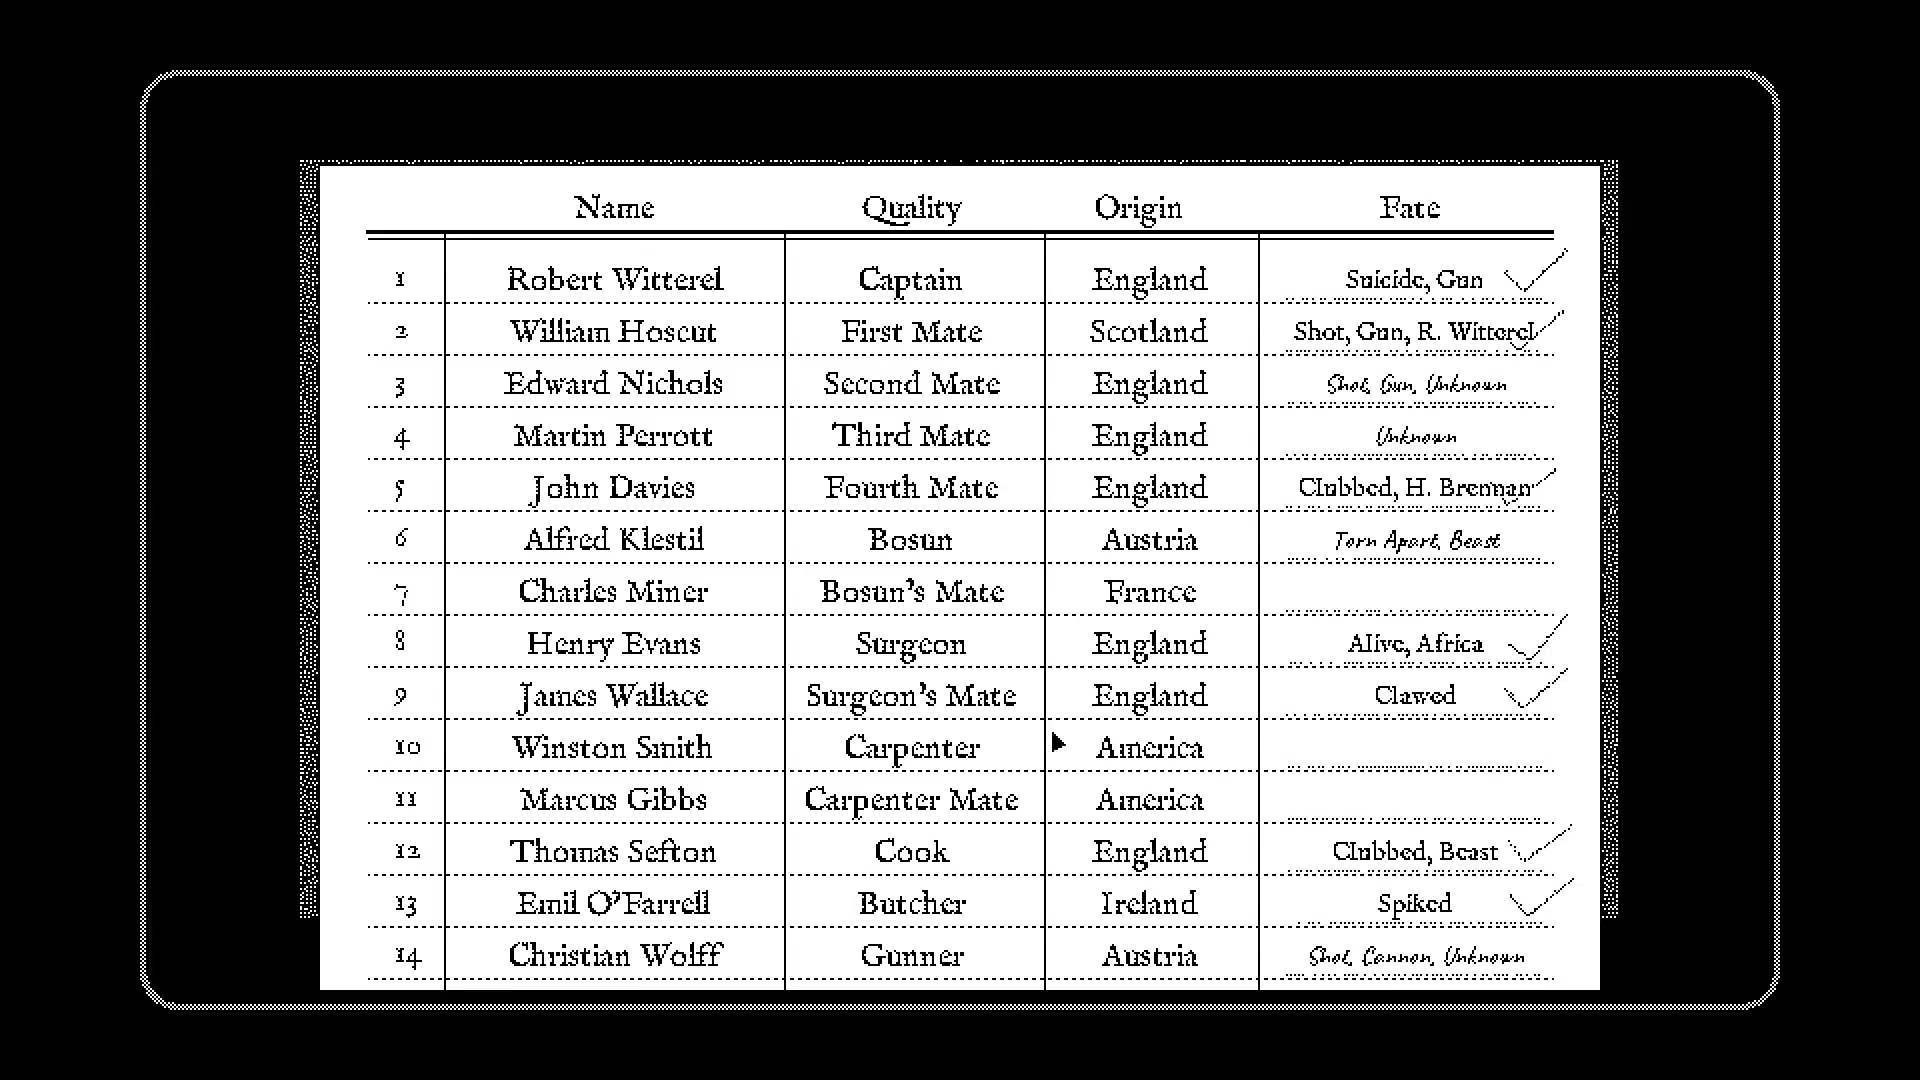 Name Quality Origin Fate
1 Robert Witterel Captain England Suicide, Gun
2 William Hoscut First Mate Scotland Shot, Gun, R. Witterel
3 Edward Nichols Second Mate England Shot, Gun, Unknown
4 Martin Perrott Third Mate England Unknown
5 John Davies Fourth Mate England Clubbed, H. Brennan
6 Alfred Klestil Bosun Austria Torn Apart, Beast
7 Charles Miner Bosun's Mate France
8 Henry Evans Surgeon England Alive, Africa
9 James Wallace Surgeon's Mate England Clawed
10 Winston Smith Carpenter America
11 Marcus Gibbs Carpenter Mate America
12 Thomas Sefton Cook England Clubbed, Beast
13 Emil O'Farrell Butcher Ireland Spiked
14 Christian Wolff Gunner Austria Shot, Cannon, Unknown